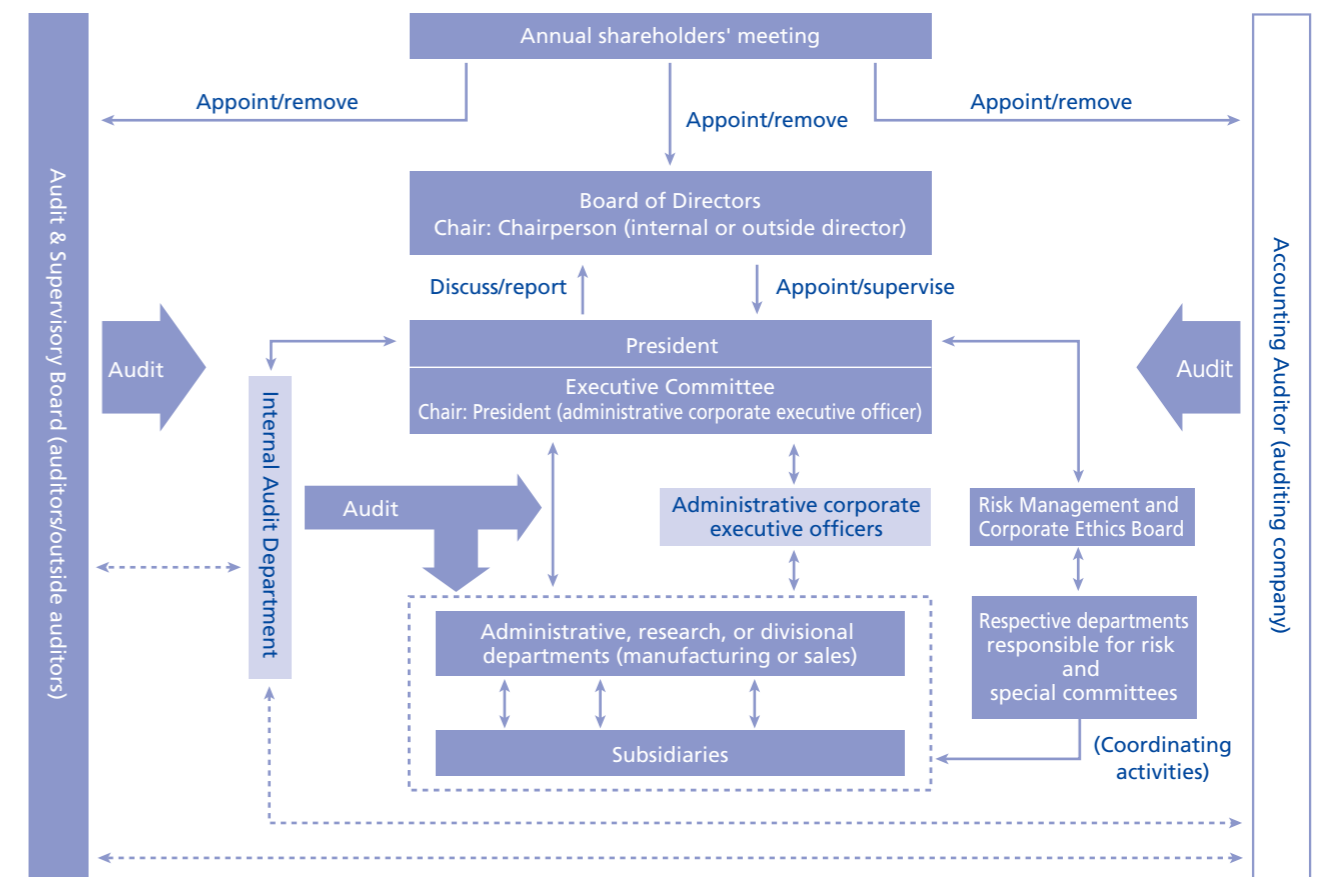 Annual shareholders' meeting
Appoint/remove
Appoint/remove
Appoint/remove
Audit & Supervisory Board (auditors/outside auditors)
Board of Directors
Chair: Chairperson (internal or outside director)
Accounting Auditor (auditing company)
Discuss/report
Appoint/supervise
Audit
President
Executive Committee
Chair: President (administrative corporate executive officer)
Audit
Internal Audit Department
Audit
Administrative corporate
executive officers
Risk Management and
Corporate Ethics Board
Administrative, research, or divisional
departments (manufacturing or sales)
Respective departments
responsible for risk
and
special committees
Subsidiaries
(Coordinating
activities)